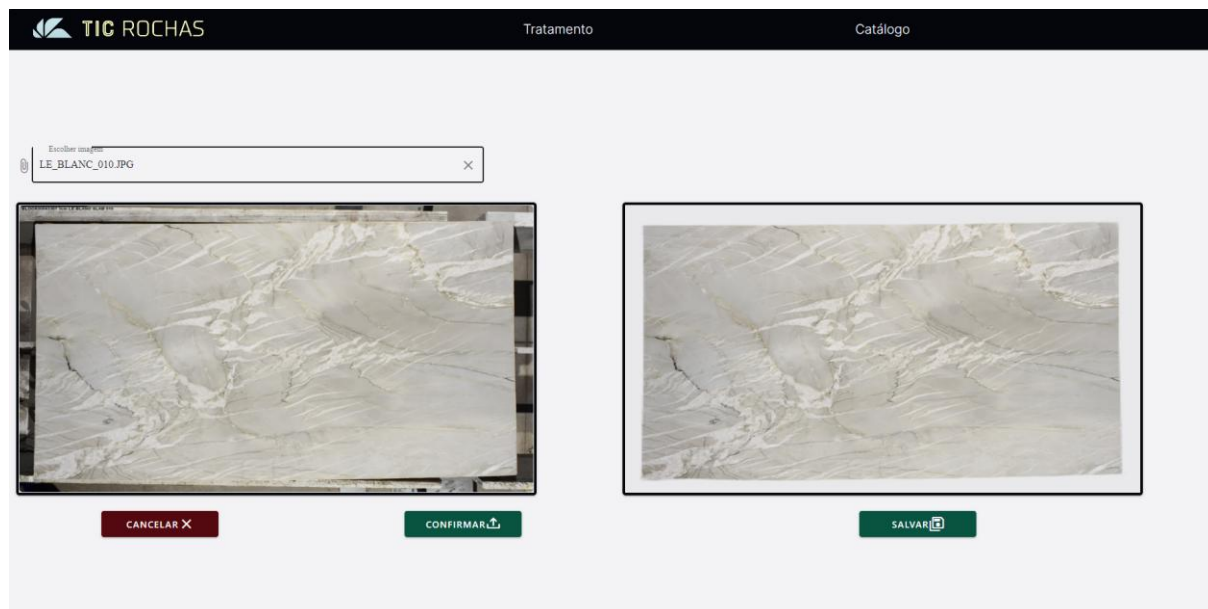 TIC ROCHAS
Tratamento
Catálogo
Escolher imagem
LE_BLANC_010.JPG
CANCELAR
CONFIRMAR
SALVAR